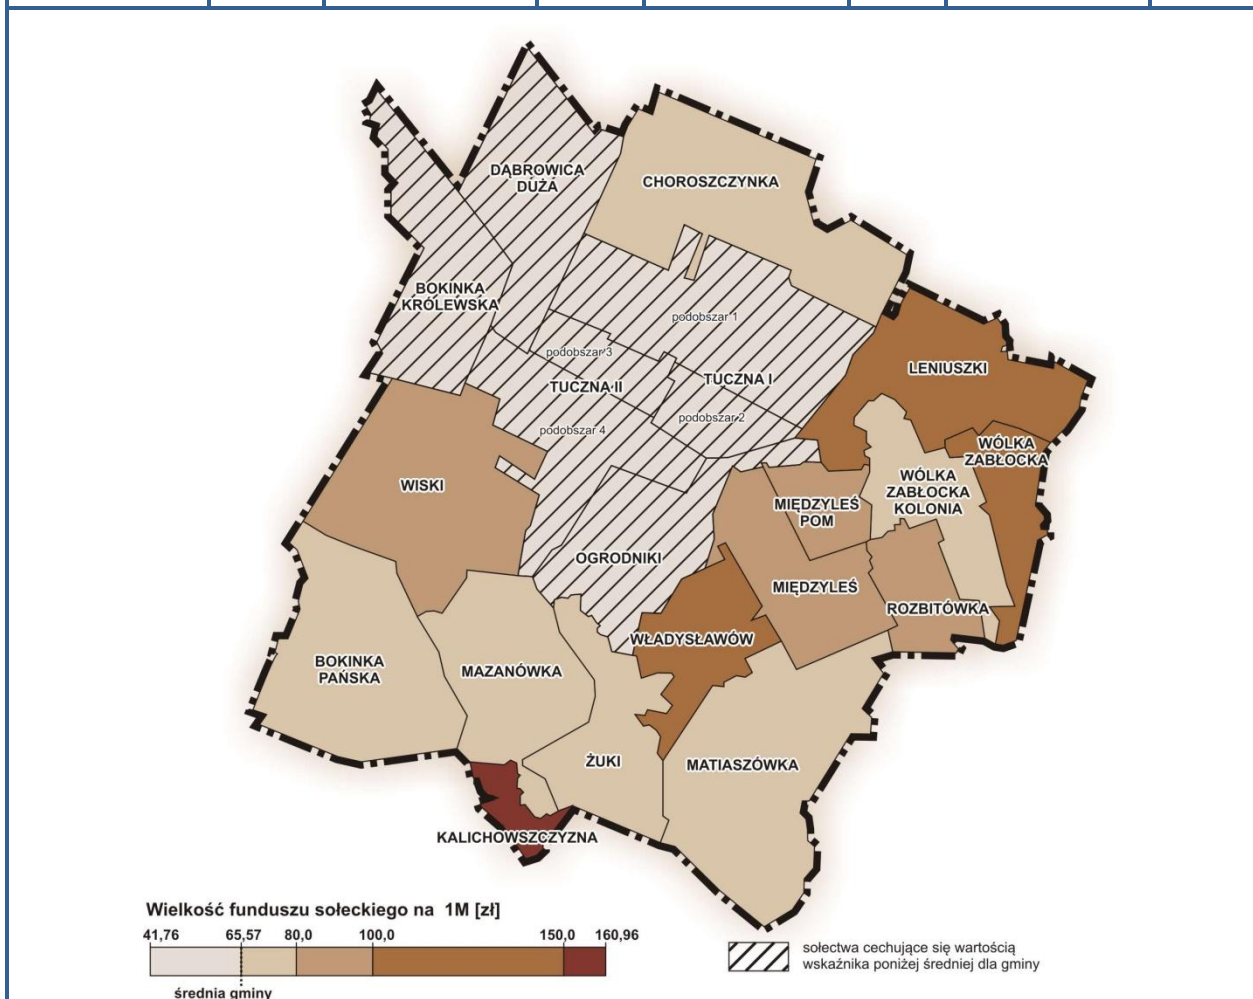 DĄBROWICA
DUŻA
CHOROSZCZYNKA
BOKINKA
KRÓLEWSKA
podobszar 1
podobszar 3
LENIUSZKI
TUCZNA II
TUCZNA I
podobszar 2
podobszar 4
WÓLKA
ZABŁOCKA
WISKI
WÓLKA
ZABŁOCKA
KOLONIA
MIĘDZYLEŚ
POM
OGRODNIKI
MIĘDZYLEŚ
ROZBITÓWKA
WŁADYSŁAWÓW
BOKINKA
PAŃSKA
MAZANÓWKA
ŻUKI
MATIASZÓWKA
KALICHOWSZCZYZNA
Wielkość funduszu sołeckiego na 1M [zł]
41,76 65,57 80,0 100,0 150,0 160,96
średnia gminy
sołectwa cechujące się wartością
wskaźnika poniżej średniej dla gminy